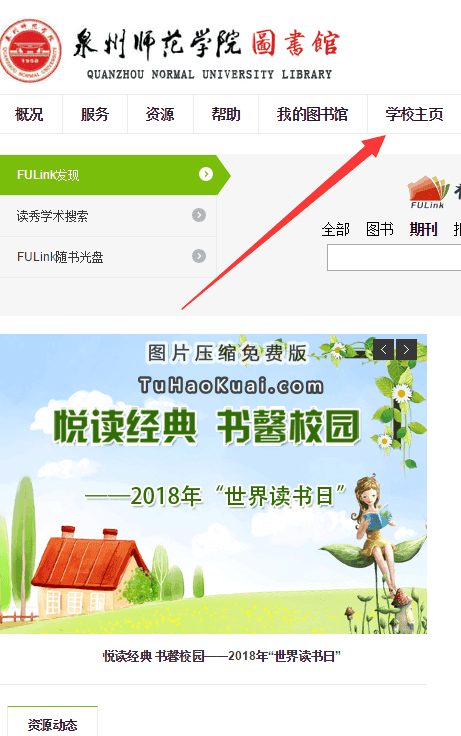 泉州师范学院 圖書館
QUANZHOU NORMAL UNIVERSITY LIBRARY
1958
概况 服务 资源 帮助 我的图书馆 学校主页
FULink发现
读秀学术搜索
FULink随书光盘
FULink
全部 图书 期刊
图片压缩免费版
TuHaoKuai.com
悦读经典 书馨校园
——2018年“世界读书日”
悦读经典 书馨校园——2018年“世界读书日”
资源动态